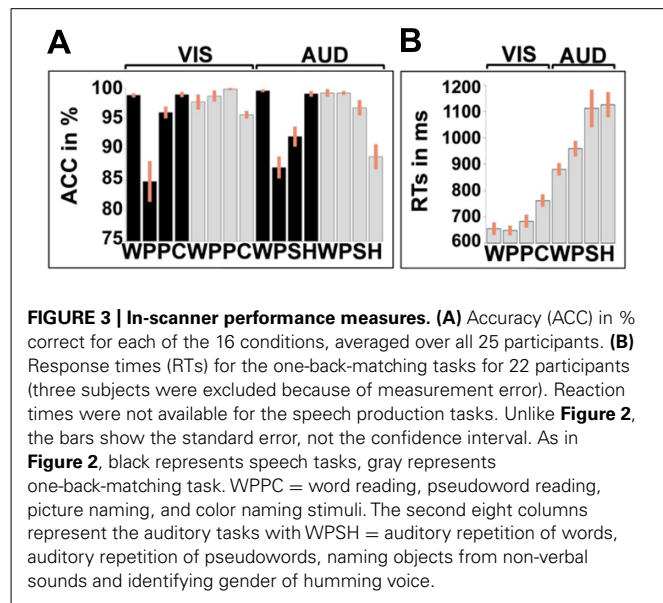 A
B
VIS
AUD
VIS
AUD
ACC in %
100
95
90
85
80
75
WPPCWPPCWPSHWPSH
RTs in ms
1200
1100
1000
900
800
700
600
WPPCWPSH
FIGURE 3 | In-scanner performance measures. (A) Accuracy (ACC) in %
correct for each of the 16 conditions, averaged over all 25 participants. (B)
Response times (RTs) for the one-back-matching tasks for 22 participants
(three subjects were excluded because of measurement error). Reaction
times were not available for the speech production tasks. Unlike Figure 2,
the bars show the standard error, not the confidence interval. As in
Figure 2, black represents speech tasks, gray represents
one-back-matching task. WPPC = word reading, pseudoword reading,
picture naming, and color naming stimuli. The second eight columns
represent the auditory tasks with WPSH = auditory repetition of words,
auditory repetition of pseudowords, naming objects from non-verbal
sounds and identifying gender of humming voice.